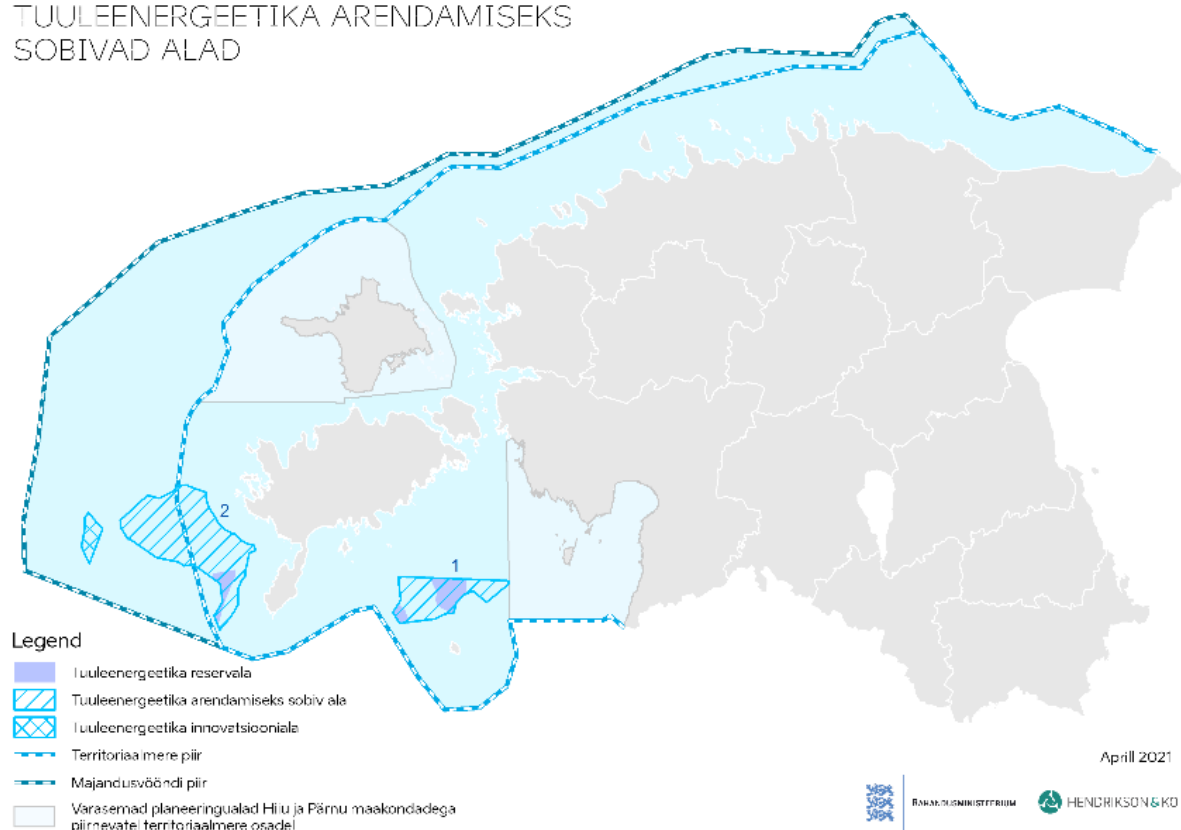 TUULEENERGEETIKA ARENDAMISEKS
SOBIVAD ALAD
2
1
Legend
Tuuleenergeetika reservala
Tuuleenergeetika arendamiseks sobiv ala
Tuuleenergeetika innovatsiooniala
Territoriaalmere piir
Majandusvööndi piir
Varasemad planeeringualad Hiiu ja Pärnu maakondadega
piirnevatel territoriaalmere osadel
Aprill 2021
RAHANDUSMINISTEERIUM
HENDRIKSON & KO